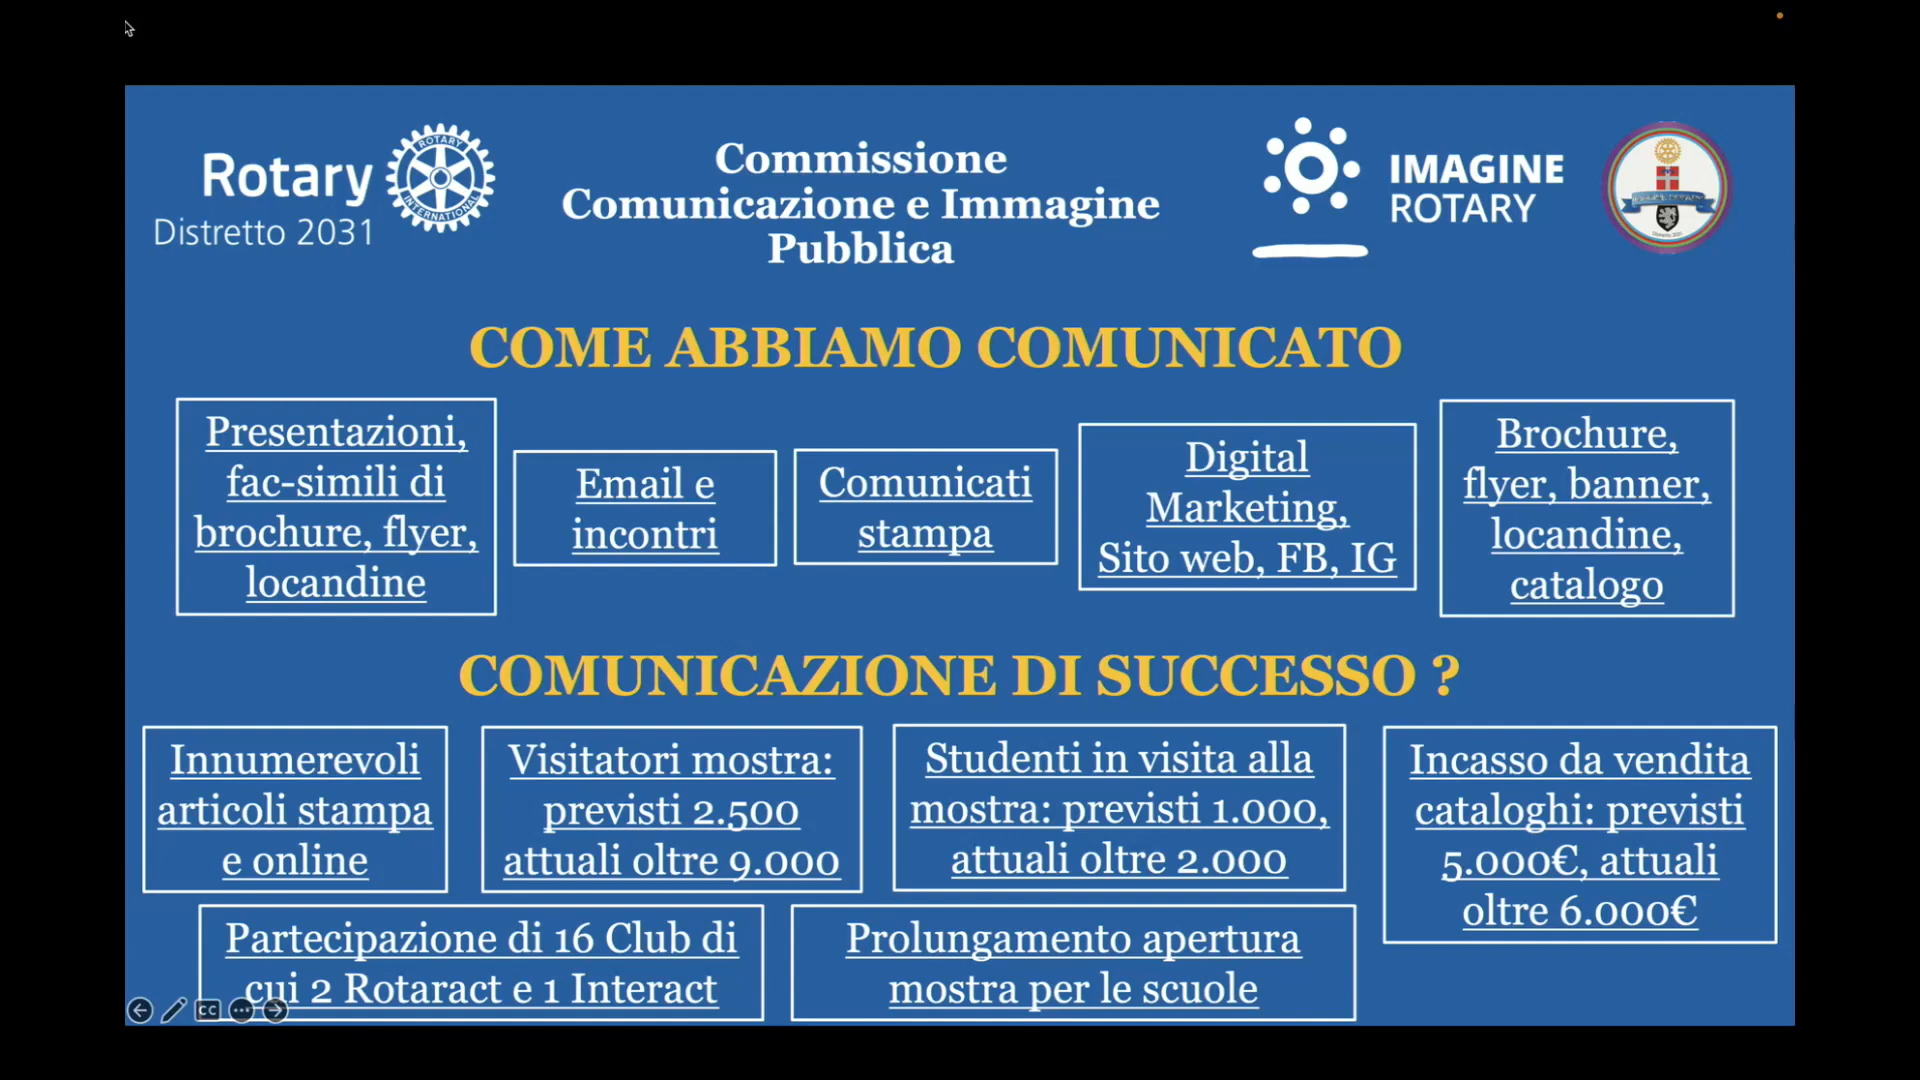 Rotary
Distretto 2031
ROTARY
INTERNATIONAL
Commissione
Comunicazione e Immagine
Pubblica
IMAGINE
ROTARY
COME ABBIAMO COMUNICATO
Presentazioni,
fac-simili di
brochure, flyer,
locandine
Email e
incontri
Comunicati
stampa
Digital
Marketing,
Sito web, FB, IG
Brochure,
flyer, banner,
locandine,
catalogo
COMUNICAZIONE DI SUCCESSO ?
Innumerevoli
articoli stampa
e online
Visitatori mostra:
previsti 2.500
attuali oltre 9.000
Studenti in visita alla
mostra: previsti 1.000,
attuali oltre 2.000
Incasso da vendita
cataloghi: previsti
5.000€, attuali
oltre 6.000€
Partecipazione di 16 Club di
cui 2 Rotaract e 1 Interact
Prolungamento apertura
mostra per le scuole
CC